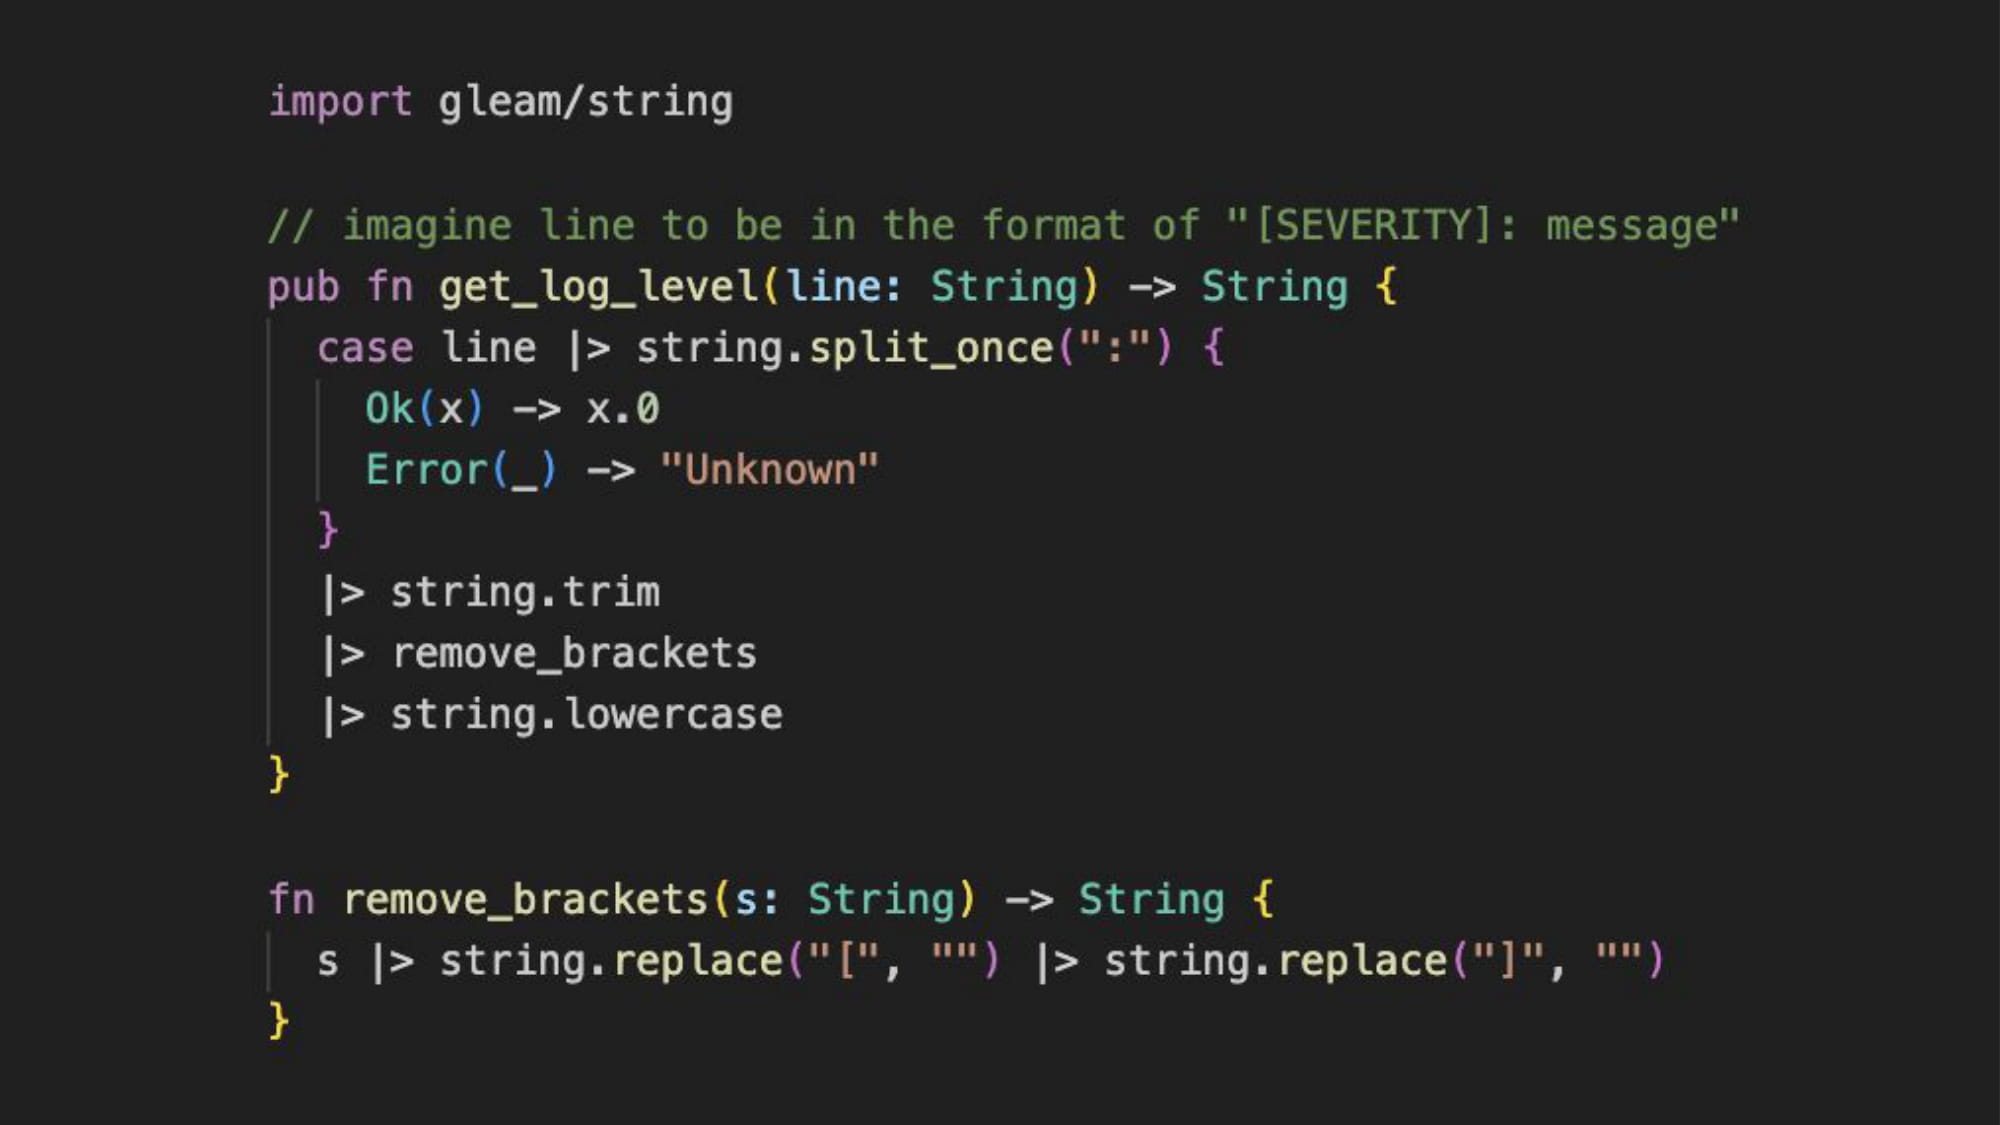 import gleam/string
// imagine line to be in the format of "[SEVERITY]: message"
pub fn get_log_level(line: String) -> String {
case line |> string.split_once(":") {
Ok(x) -> x.0
Error(_) -> "Unknown"
}
|> string.trim
|> remove_brackets
|> string.lowercase
}
fn remove_brackets(s: String) -> String {
s |> string.replace("[", "") |> string.replace("]", "")
}